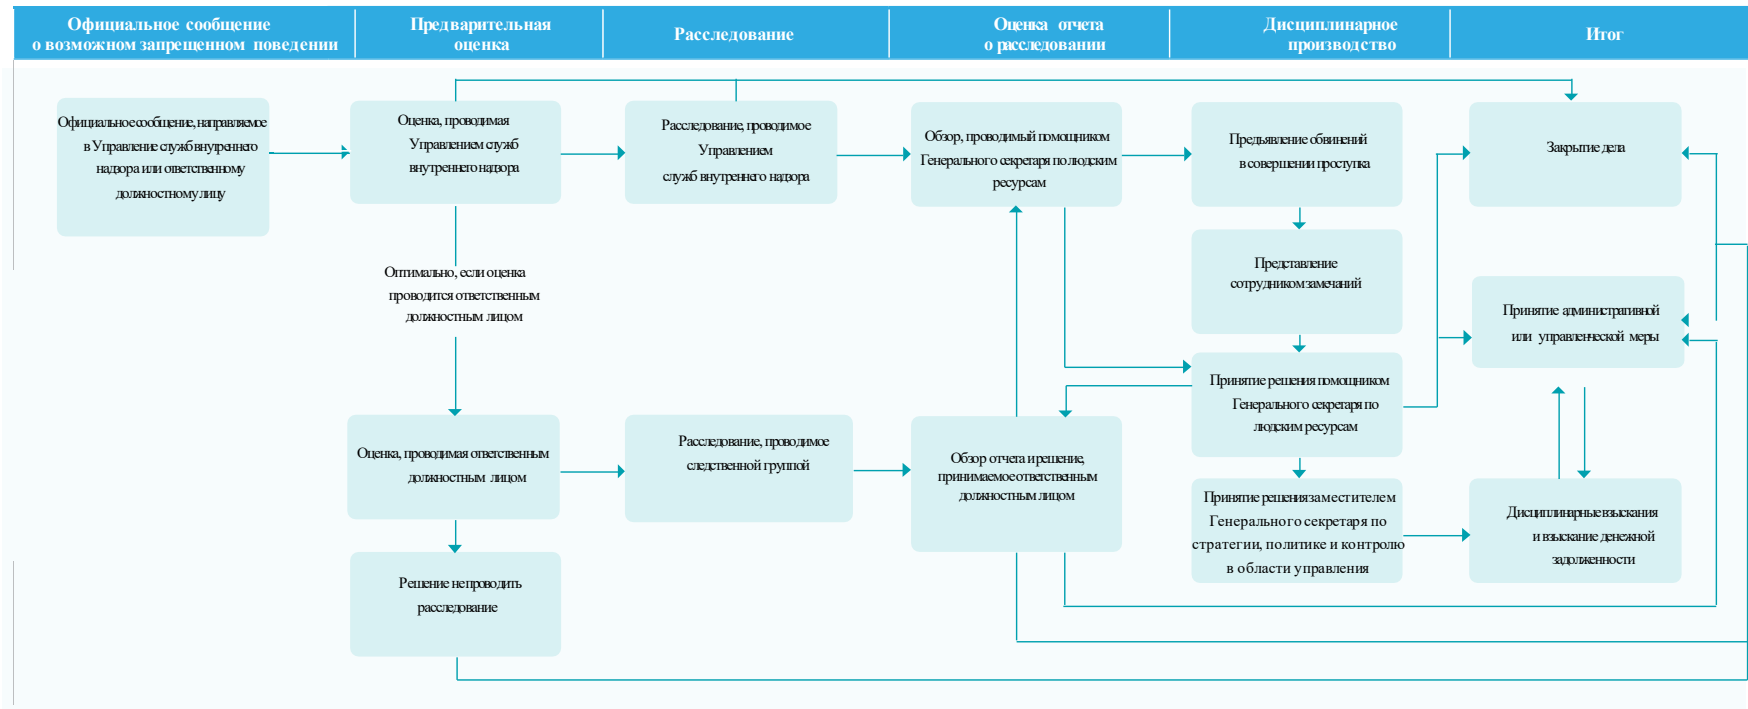 Официальное сообщение
о возможном запрещенном поведении
Предварительная
оценка
Расследование
Оценка отчета
о расследовании
Дисциплинарное
производство
Итог
Официальное сообщение, направляемое
в Управление служб внутреннего
надзора или ответственному
должностному лицу
Оценка, проводимая
Управлением служб
внутреннего надзора
Расследование, проводимое
Управлением
служб внутреннего надзора
Обзор, проводимый помощником
Генерального секретаря по людским
ресурсам
Предъявление обвинений
в совершении проступка
Закрытие дела
Представление
сотрудником замечаний
Оптимально, если оценка
проводится ответственным
должностным лицом
Принятие административной
или управленческой меры
Принятие решения помощником
Генерального секретаря по
людским ресурсам
Оценка, проводимая ответственным
должностным лицом
Расследование, проводимое
следственной группой
Обзор отчета и решение,
принимаемое ответственным
должностным лицом
Принятие решения заместителем
Генерального секретаря по
стратегии, политике и контролю
в области управления
Дисциплинарные взыскания
и взыскание денежной
задолженности
Решение не проводить
расследование